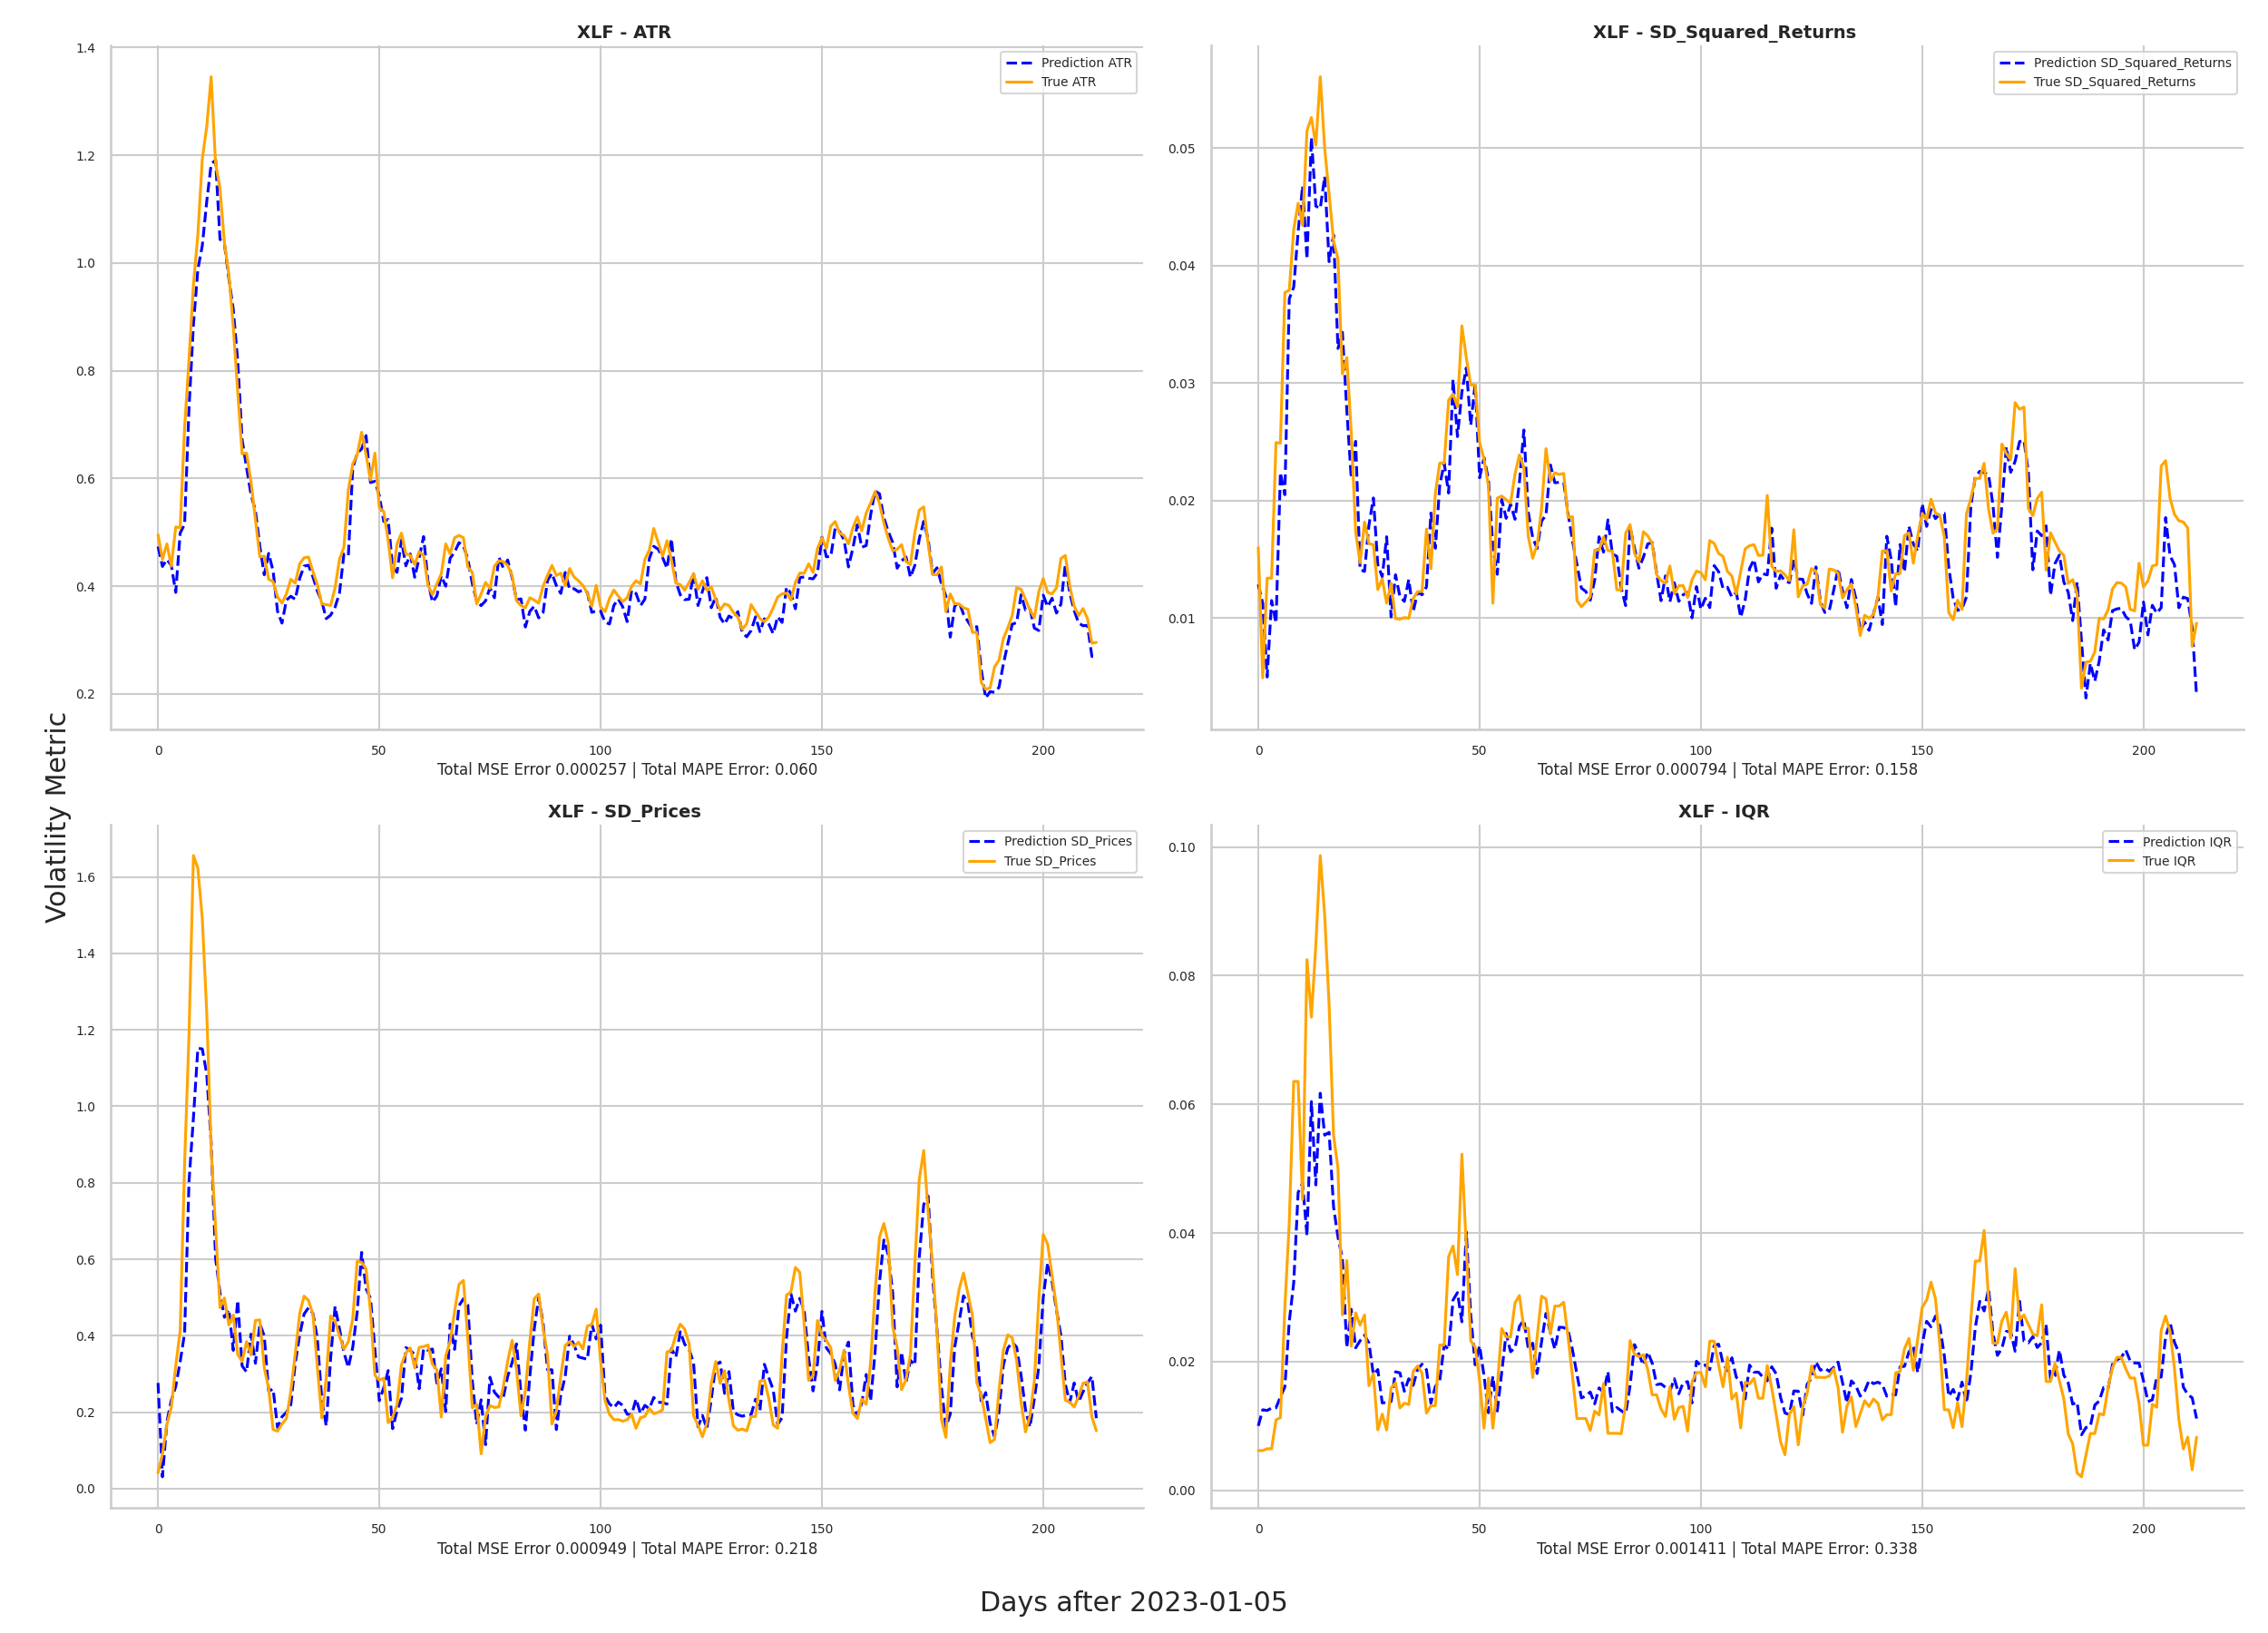 XLF - ATR
Prediction ATR
True ATR
1.4
1.2
1.0
0.8
0.6
0.4
0.2
0 50 100 150 200
Total MSE Error 0.000257 | Total MAPE Error: 0.060
XLF - SD_Squared_Returns
Prediction SD_Squared_Returns
True SD_Squared_Returns
0.05
0.04
0.03
0.02
0.01
0 50 100 150 200
Total MSE Error 0.000794 | Total MAPE Error: 0.158
Volatility Metric
XLF - SD_Prices
Prediction SD_Prices
True SD_Prices
1.6
1.4
1.2
1.0
0.8
0.6
0.4
0.2
0.0
0 50 100 150 200
Total MSE Error 0.000949 | Total MAPE Error: 0.218
XLF - IQR
Prediction IQR
True IQR
0.10
0.08
0.06
0.04
0.02
0.00
0 50 100 150 200
Total MSE Error 0.001411 | Total MAPE Error: 0.338
Days after 2023-01-05